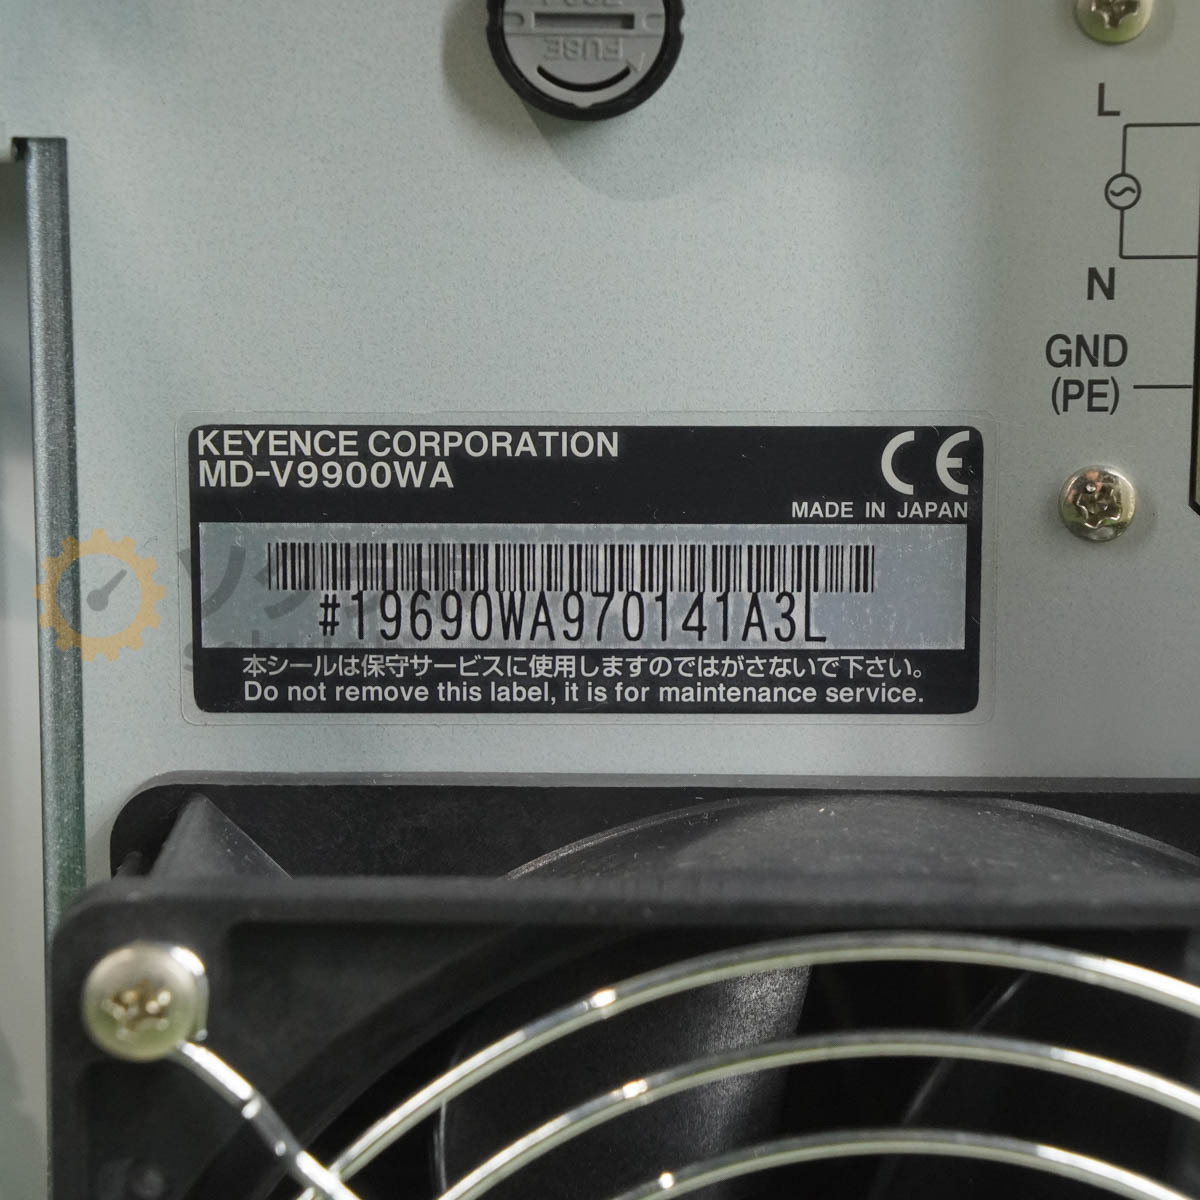 FUSE
L
N
GND
(PE)
KEYENCE CORPORATION
MD-V9900WA
CE
MADE IN JAPAN
#19690WA970141A3L
本シールは保守サービスに使用しますのではがさないで下さい。
Do not remove this label, it is for maintenance service.